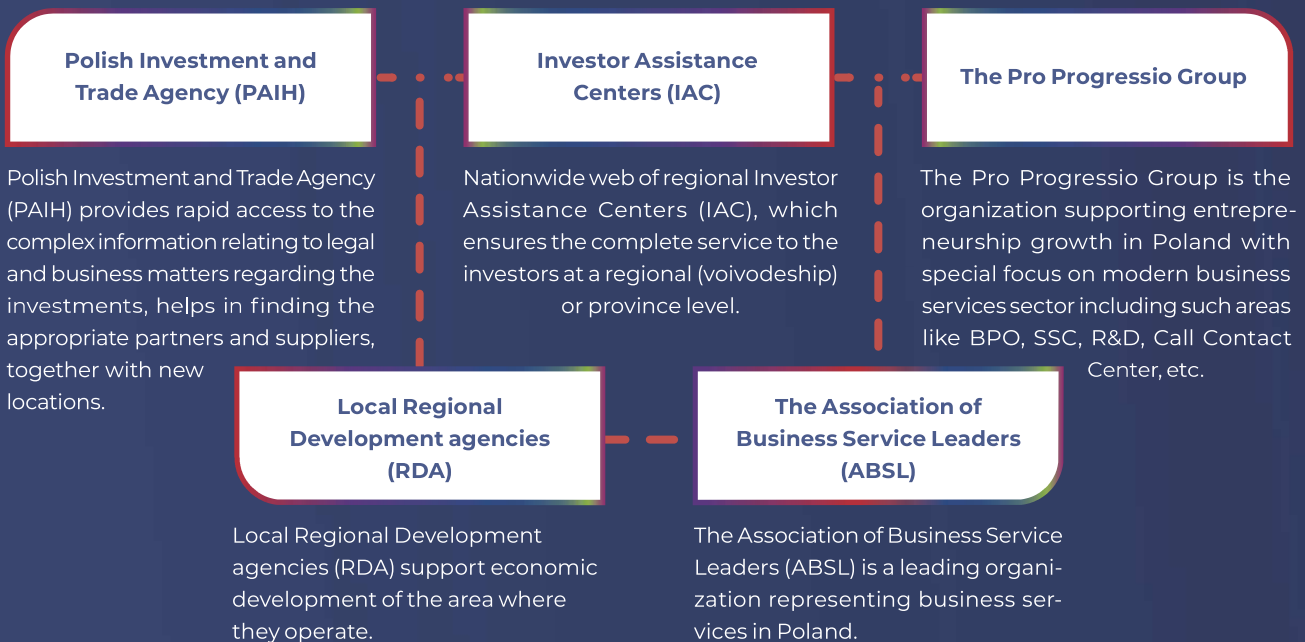 Polish Investment and
Trade Agency (PAIH)
Polish Investment and Trade Agency
(PAIH) provides rapid access to the
complex information relating to legal
and business matters regarding the
investments, helps in finding the
appropriate partners and suppliers,
together with new
locations.
Investor Assistance
Centers (IAC)
Nationwide web of regional Investor
Assistance Centers (IAC), which
ensures the complete service to the
investors at a regional (voivodeship)
or province level.
The Pro Progressio Group
The Pro Progressio Group is the
organization supporting entrepre-
neurship growth in Poland with
special focus on modern business
services sector including such areas
like BPO, SSC, R&D, Call Contact
Center, etc.
Local Regional
Development agencies
(RDA)
Local Regional Development
agencies (RDA) support economic
development of the area where
they operate.
The Association of
Business Service Leaders
(ABSL)
The Association of Business Service
Leaders (ABSL) is a leading organi-
zation representing business ser-
vices in Poland.